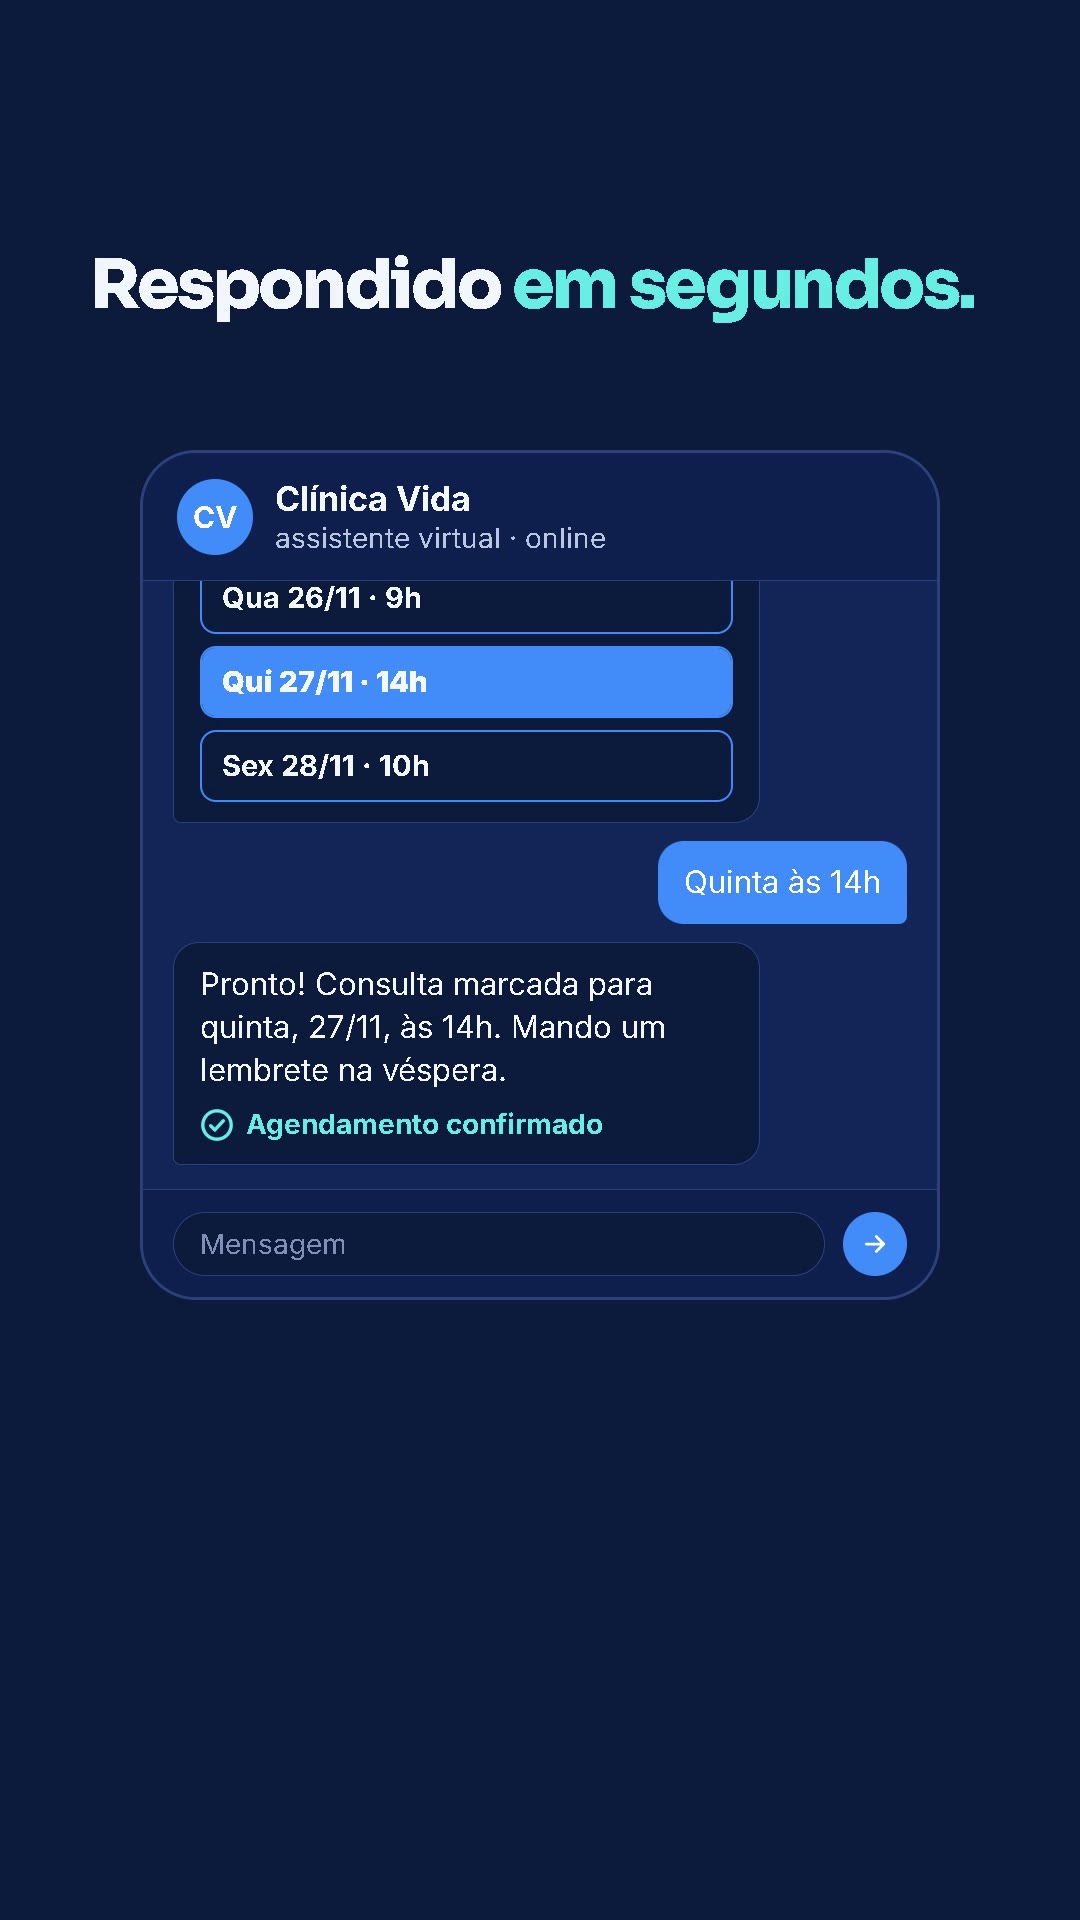 Respondido em segundos.
CV
Clínica Vida
assistente virtual · online
Qua 26/11 · 9h
Qui 27/11 · 14h
Sex 28/11 · 10h
Quinta às 14h
Pronto! Consulta marcada para
quinta, 27/11, às 14h. Mando um
lembrete na véspera.
Agendamento confirmado
Mensagem